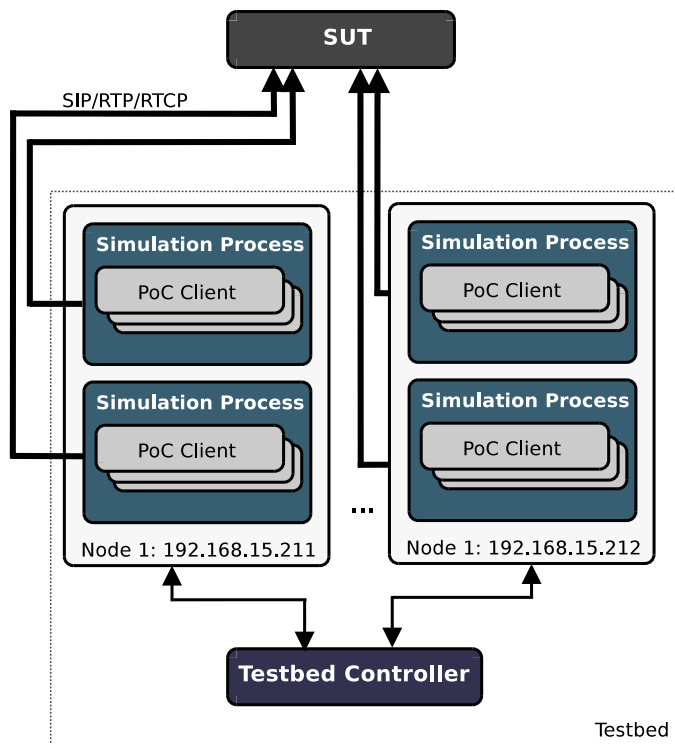 SUT
SIP/RTP/RTCP
Simulation Process
PoC Client
Simulation Process
PoC Client
Node 1: 192.168.15.211
...
Simulation Process
PoC Client
Simulation Process
PoC Client
Node 1: 192.168.15.212
Testbed Controller
Testbed